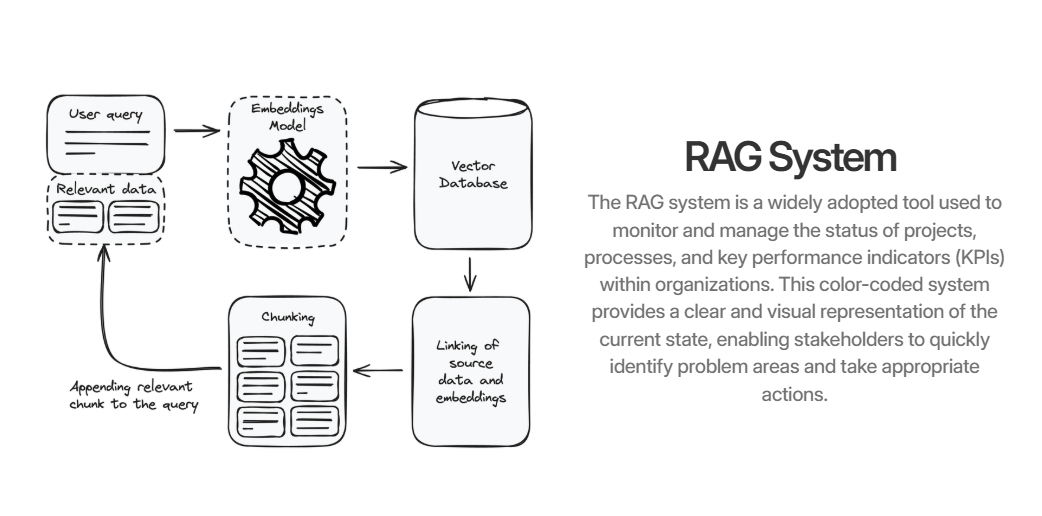 User query
Relevant data
Embeddings
Model
Vector
Database
Linking of
source
data and
embeddings
Chunking
Appending relevant
chunk to the query
RAG System
The RAG system is a widely adopted tool used to
monitor and manage the status of projects,
processes, and key performance indicators (KPIs)
within organizations. This color-coded system
provides a clear and visual representation of the
current state, enabling stakeholders to quickly
identify problem areas and take appropriate
actions.